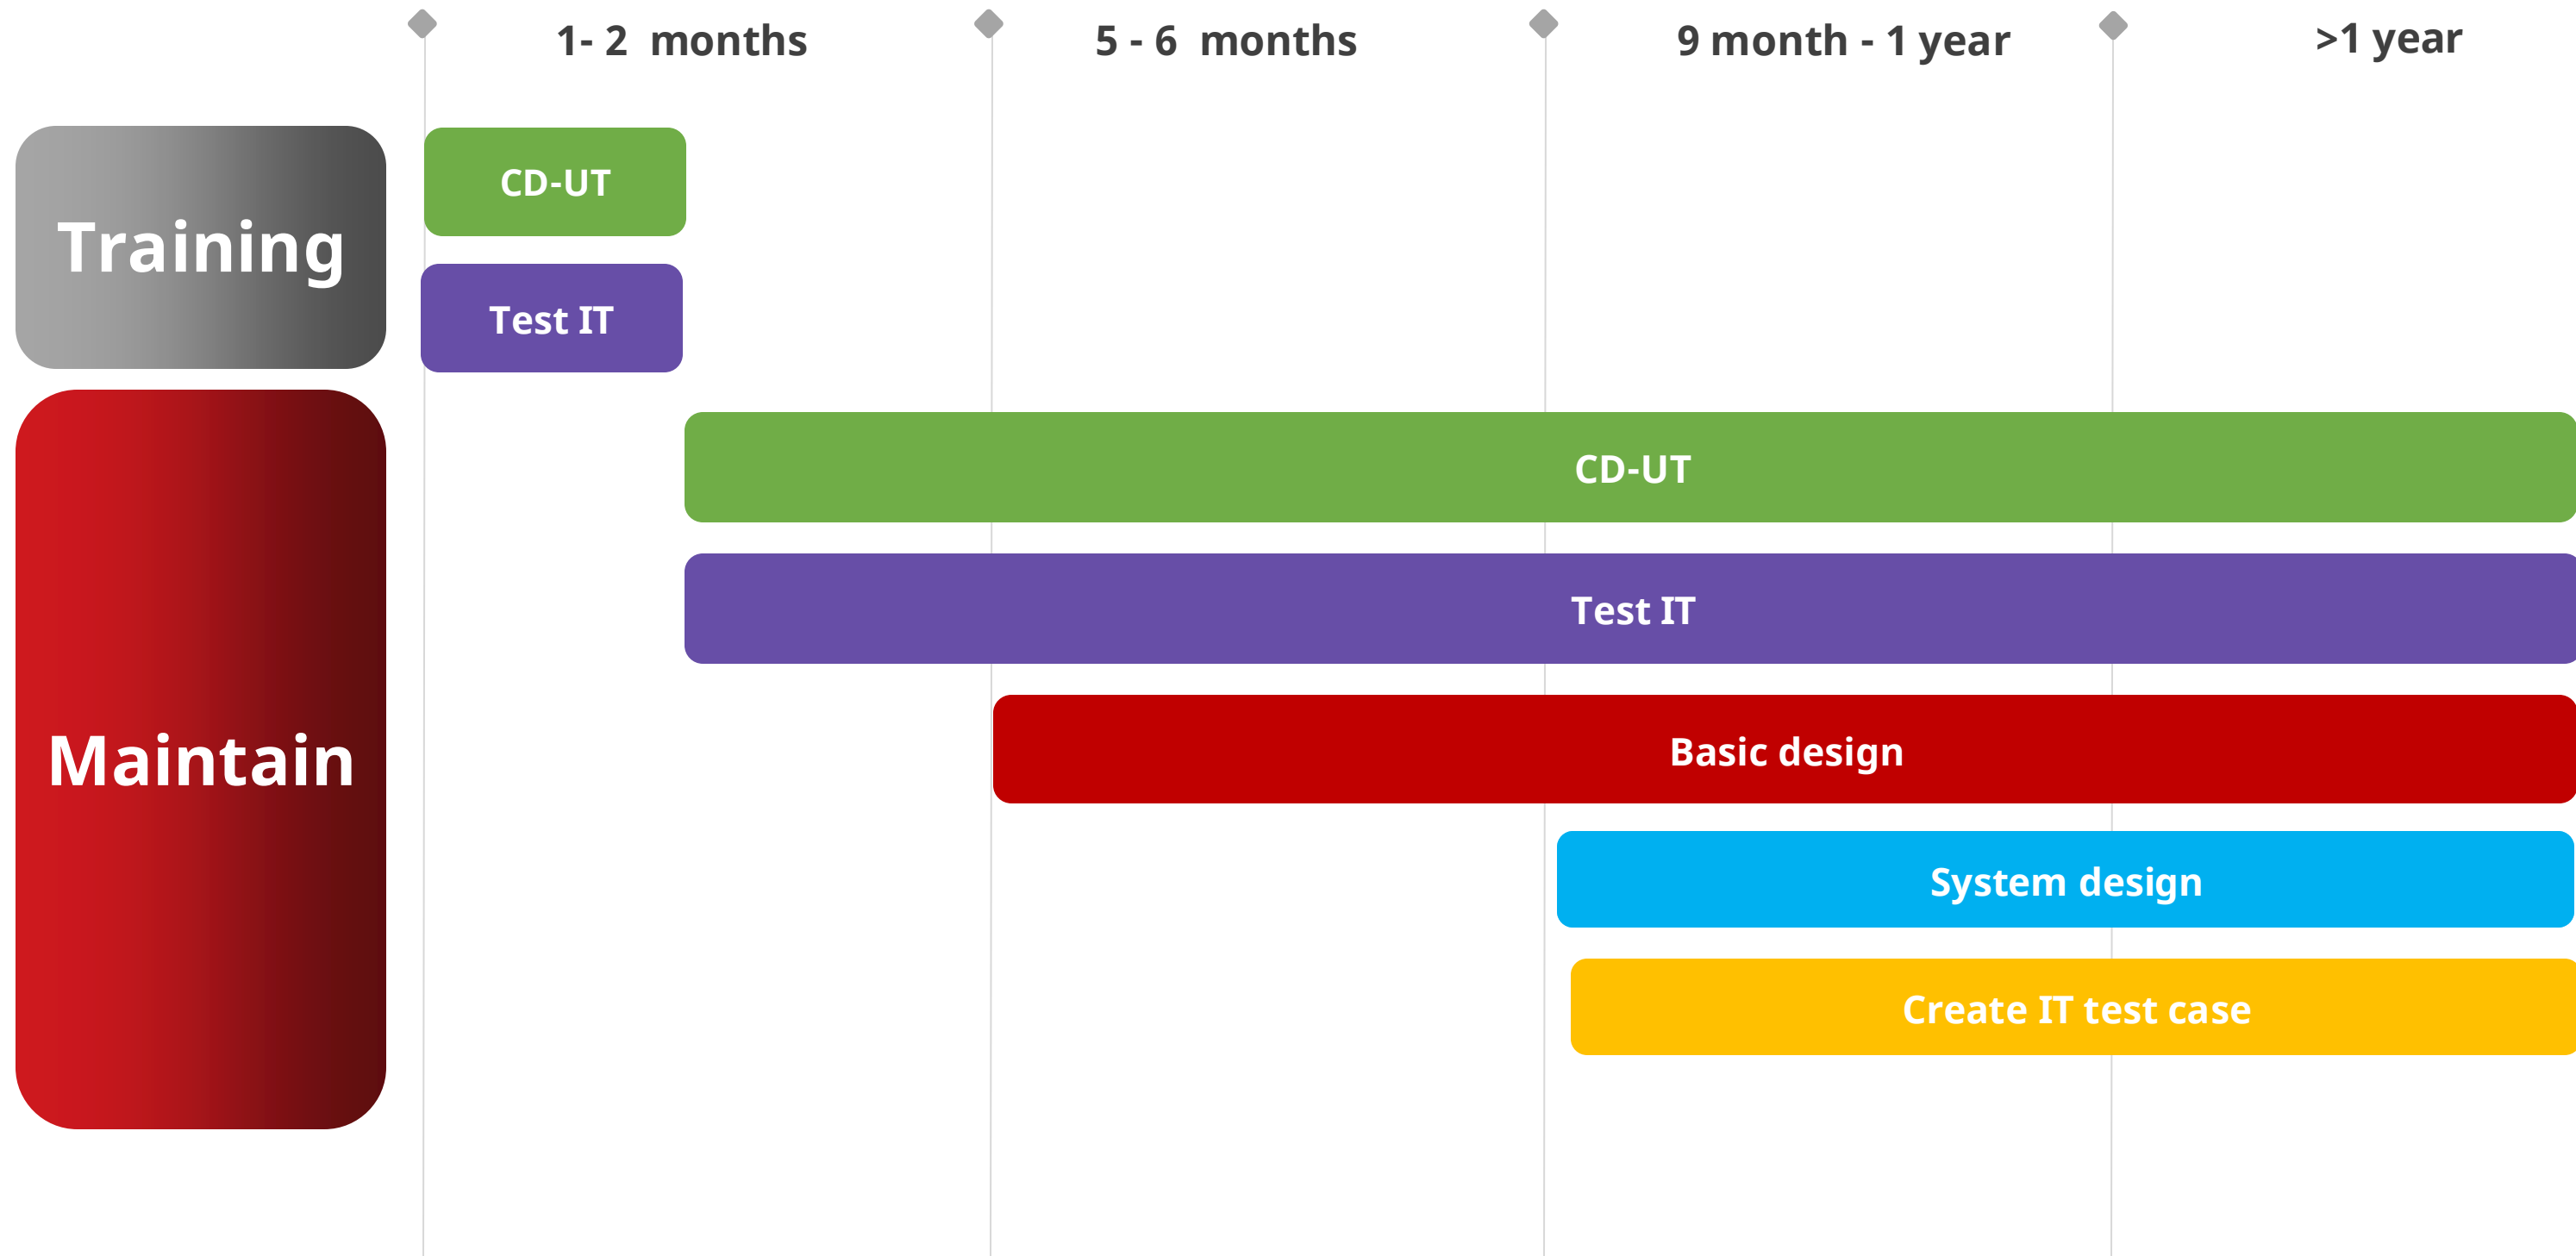 1- 2 months
5 - 6 months
9 month - 1 year
>1 year
Training
CD-UT
Test IT
Maintain
CD-UT
Test IT
Basic design
System design
Create IT test case